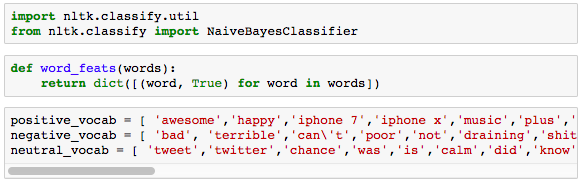 import nltk.classify.util
from nltk.classify import NaiveBayesClassifier
def word_feats(words):
    return dict([(word, True) for word in words])
positive_vocab = [ 'awesome','happy','iphone 7','iphone x','music','plus','
negative_vocab = [ 'bad', 'terrible','can\'t','poor','not','draining','shit
neutral_vocab = [ 'tweet','twitter','chance','was','is','calm','did','know'